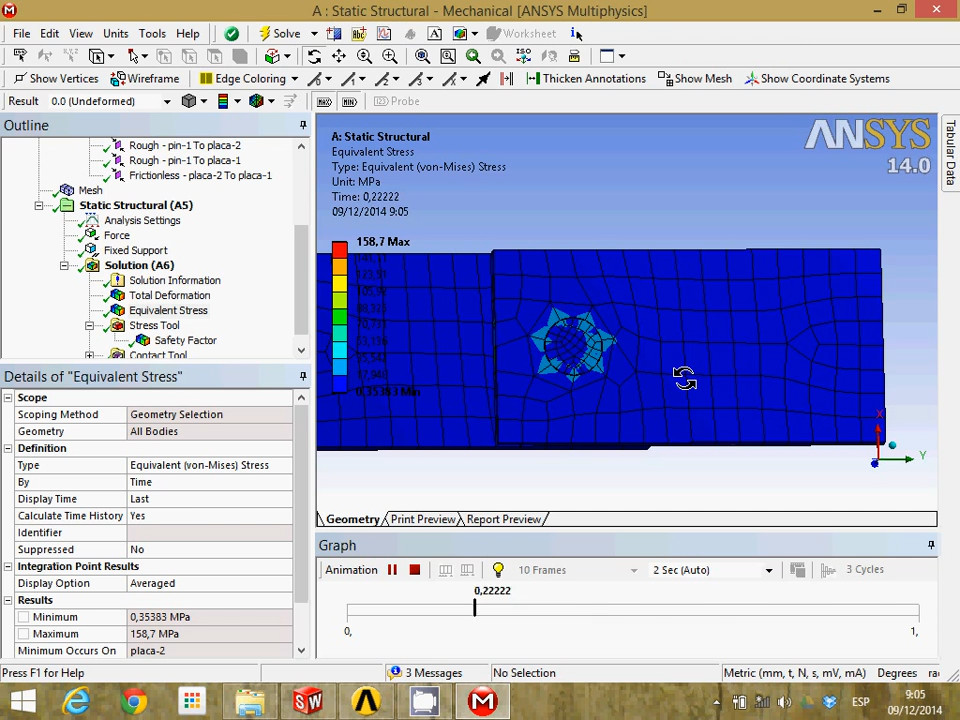 A : Static Structural - Mechanical [ANSYS Multiphysics]
File Edit View Units Tools Help Solve Worksheet
Show Vertices Wireframe Edge Coloring Thicken Annotations Show Mesh Show Coordinate Systems
Result 0.0 (Undeformed) MAX MIN Probe
Outline
Rough - pin-1 To placa-2
Rough - pin-1 To placa-1
Frictionless - placa-2 To placa-1
Mesh
Static Structural (A5)
Analysis Settings
Force
Fixed Support
Solution (A6)
Solution Information
Total Deformation
Equivalent Stress
Stress Tool
Safety Factor
Contact Tool
Details of "Equivalent Stress"
Scope
Scoping Method Geometry Selection
Geometry All Bodies
Definition
Type Equivalent (von-Mises) Stress
By Time
Display Time Last
Calculate Time History Yes
Identifier
Suppressed No
Integration Point Results
Display Option Averaged
Results
Minimum 0,35383 MPa
Maximum 158,7 MPa
Minimum Occurs On placa-2
A: Static Structural
Equivalent Stress
Type: Equivalent (von-Mises) Stress
Unit: MPa
Time: 0,22222
09/12/2014 9:05
ANSYS
14.0
158,7 Max
0,35383 Min
X
Y
Tabular Data
Geometry Print Preview Report Preview
Graph
Animation 10 Frames 2 Sec (Auto) 3 Cycles
0,22222
0, 1,
Press F1 for Help 3 Messages No Selection Metric (mm, t, N, s, mV, mA) Degrees
ESP
9:05
09/12/2014